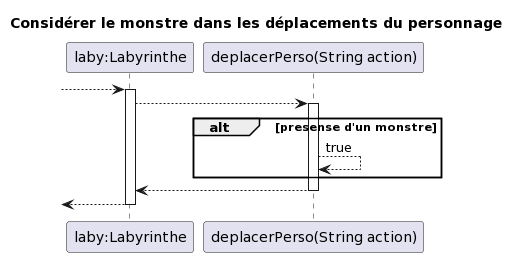 Considérer le monstre dans les déplacements du personnage
laby:Labyrinthe deplacerPerso(String action)
alt [presense d'un monstre]
true
laby:Labyrinthe deplacerPerso(String action)